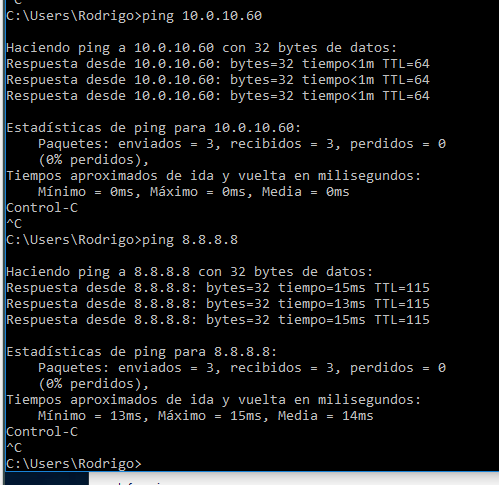 ^C
C:\Users\Rodrigo>ping 10.0.10.60
Haciendo ping a 10.0.10.60 con 32 bytes de datos:
Respuesta desde 10.0.10.60: bytes=32 tiempo<1m TTL=64
Respuesta desde 10.0.10.60: bytes=32 tiempo<1m TTL=64
Respuesta desde 10.0.10.60: bytes=32 tiempo<1m TTL=64
Estadísticas de ping para 10.0.10.60:
Paquetes: enviados = 3, recibidos = 3, perdidos = 0
(0% perdidos),
Tiempos aproximados de ida y vuelta en milisegundos:
Mínimo = 0ms, Máximo = 0ms, Media = 0ms
Control-C
^C
C:\Users\Rodrigo>ping 8.8.8.8
Haciendo ping a 8.8.8.8 con 32 bytes de datos:
Respuesta desde 8.8.8.8: bytes=32 tiempo=15ms TTL=115
Respuesta desde 8.8.8.8: bytes=32 tiempo=13ms TTL=115
Respuesta desde 8.8.8.8: bytes=32 tiempo=15ms TTL=115
Estadísticas de ping para 8.8.8.8:
Paquetes: enviados = 3, recibidos = 3, perdidos = 0
(0% perdidos),
Tiempos aproximados de ida y vuelta en milisegundos:
Mínimo = 13ms, Máximo = 15ms, Media = 14ms
Control-C
^C
C:\Users\Rodrigo>